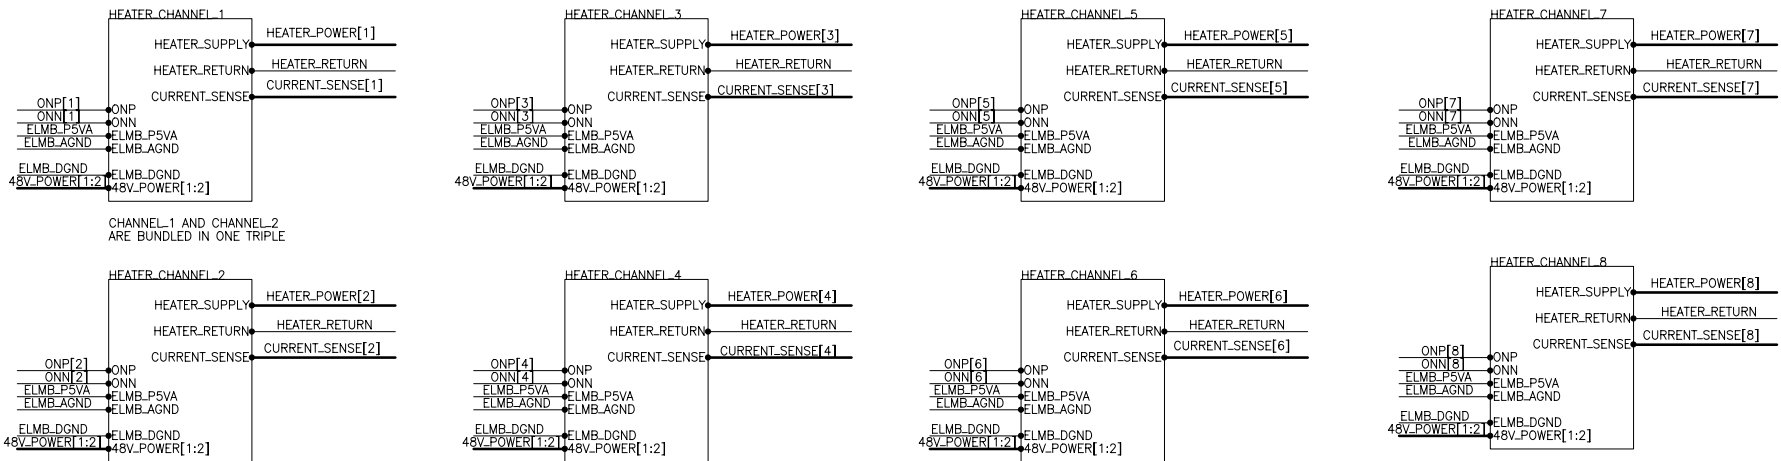 HEATER_CHANNEL_1
HEATER_SUPPLY
HEATER_POWER[1]
HEATER_RETURN
HEATER_RETURN
CURRENT_SENSE
CURRENT_SENSE[1]
ONP[1]
ONP
ONN[1]
ONN
ELMB_P5VA
ELMB_P5VA
ELMB_AGND
ELMB_AGND
ELMB_DGND
ELMB_DGND
48V_POWER[1:2]
48V_POWER[1:2]
CHANNEL_1 AND CHANNEL_2
ARE BUNDLED IN ONE TRIPLE
HEATER_CHANNEL_3
HEATER_SUPPLY
HEATER_POWER[3]
HEATER_RETURN
HEATER_RETURN
CURRENT_SENSE
CURRENT_SENSE[3]
ONP[3]
ONP
ONN[3]
ONN
ELMB_P5VA
ELMB_P5VA
ELMB_AGND
ELMB_AGND
ELMB_DGND
ELMB_DGND
48V_POWER[1:2]
48V_POWER[1:2]
HEATER_CHANNEL_5
HEATER_SUPPLY
HEATER_POWER[5]
HEATER_RETURN
HEATER_RETURN
CURRENT_SENSE
CURRENT_SENSE[5]
ONP[5]
ONP
ONN[5]
ONN
ELMB_P5VA
ELMB_P5VA
ELMB_AGND
ELMB_AGND
ELMB_DGND
ELMB_DGND
48V_POWER[1:2]
48V_POWER[1:2]
HEATER_CHANNEL_7
HEATER_SUPPLY
HEATER_POWER[7]
HEATER_RETURN
HEATER_RETURN
CURRENT_SENSE
CURRENT_SENSE[7]
ONP[7]
ONP
ONN[7]
ONN
ELMB_P5VA
ELMB_P5VA
ELMB_AGND
ELMB_AGND
ELMB_DGND
ELMB_DGND
48V_POWER[1:2]
48V_POWER[1:2]
HEATER_CHANNEL_2
HEATER_SUPPLY
HEATER_POWER[2]
HEATER_RETURN
HEATER_RETURN
CURRENT_SENSE
CURRENT_SENSE[2]
ONP[2]
ONP
ONN[2]
ONN
ELMB_P5VA
ELMB_P5VA
ELMB_AGND
ELMB_AGND
ELMB_DGND
ELMB_DGND
48V_POWER[1:2]
48V_POWER[1:2]
HEATER_CHANNEL_4
HEATER_SUPPLY
HEATER_POWER[4]
HEATER_RETURN
HEATER_RETURN
CURRENT_SENSE
CURRENT_SENSE[4]
ONP[4]
ONP
ONN[4]
ONN
ELMB_P5VA
ELMB_P5VA
ELMB_AGND
ELMB_AGND
ELMB_DGND
ELMB_DGND
48V_POWER[1:2]
48V_POWER[1:2]
HEATER_CHANNEL_6
HEATER_SUPPLY
HEATER_POWER[6]
HEATER_RETURN
HEATER_RETURN
CURRENT_SENSE
CURRENT_SENSE[6]
ONP[6]
ONP
ONN[6]
ONN
ELMB_P5VA
ELMB_P5VA
ELMB_AGND
ELMB_AGND
ELMB_DGND
ELMB_DGND
48V_POWER[1:2]
48V_POWER[1:2]
HEATER_CHANNEL_8
HEATER_SUPPLY
HEATER_POWER[8]
HEATER_RETURN
HEATER_RETURN
CURRENT_SENSE
CURRENT_SENSE[8]
ONP[8]
ONP
ONN[8]
ONN
ELMB_P5VA
ELMB_P5VA
ELMB_AGND
ELMB_AGND
ELMB_DGND
ELMB_DGND
48V_POWER[1:2]
48V_POWER[1:2]